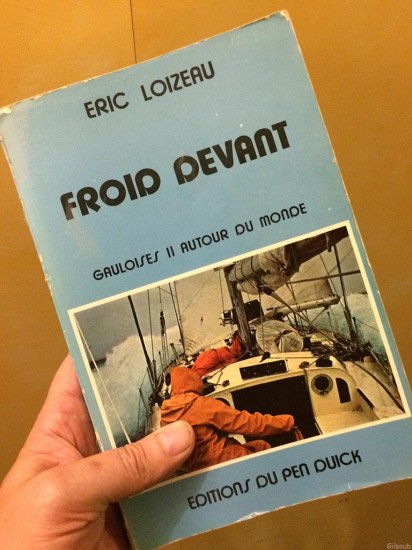 ERIC LOIZEAU
FROID DEVANT
GAULOISES II AUTOUR DU MONDE
EDITIONS DU PEN DUICK